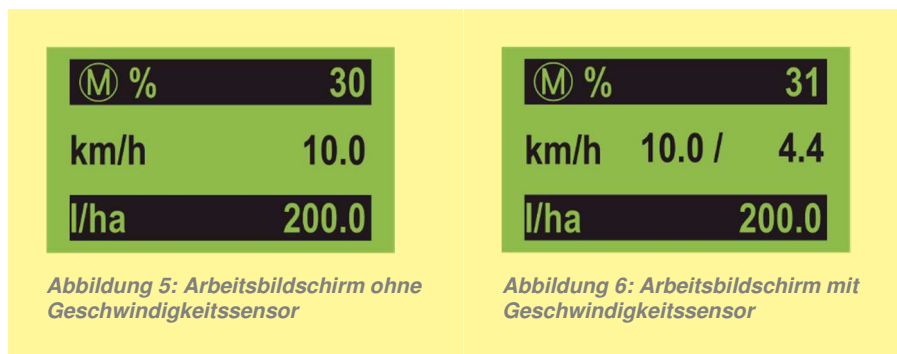 Ⓜ % 30
km/h 10.0
l/ha 200.0
Abbildung 5: Arbeitsbildschirm ohne
Geschwindigkeitssensor
Ⓜ % 31
km/h 10.0 / 4.4
l/ha 200.0
Abbildung 6: Arbeitsbildschirm mit
Geschwindigkeitssensor